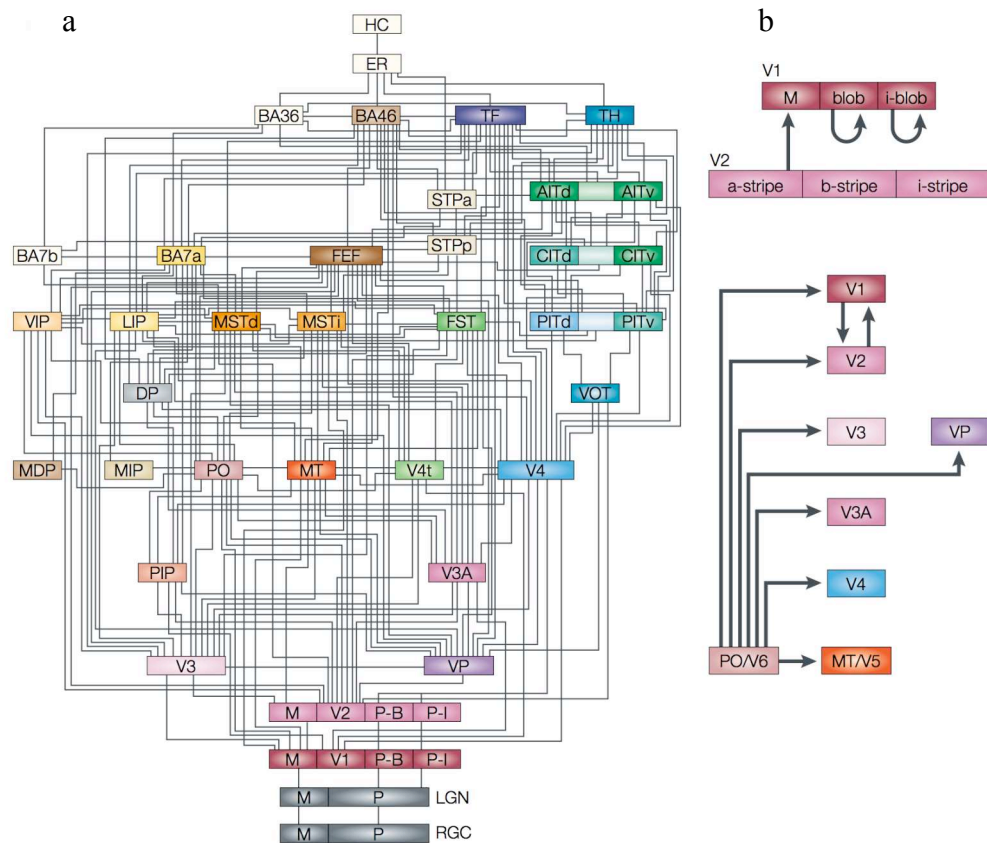 a
HC
ER
BA36 BA46 TF TH
STPa AITd AITv
BA7b BA7a FEF STPp CITd CITv
VIP LIP MSTd MSTi FST PITd PITv
DP VOT
MDP MIP PO MT V4t V4
PIP V3A
V3 VP
M V2 P-B P-I
M V1 P-B P-I
M P LGN
M P RGC
b
V1
M blob i-blob
V2
a-stripe b-stripe i-stripe
V1
V2
V3 VP
V3A
V4
PO/V6 MT/V5